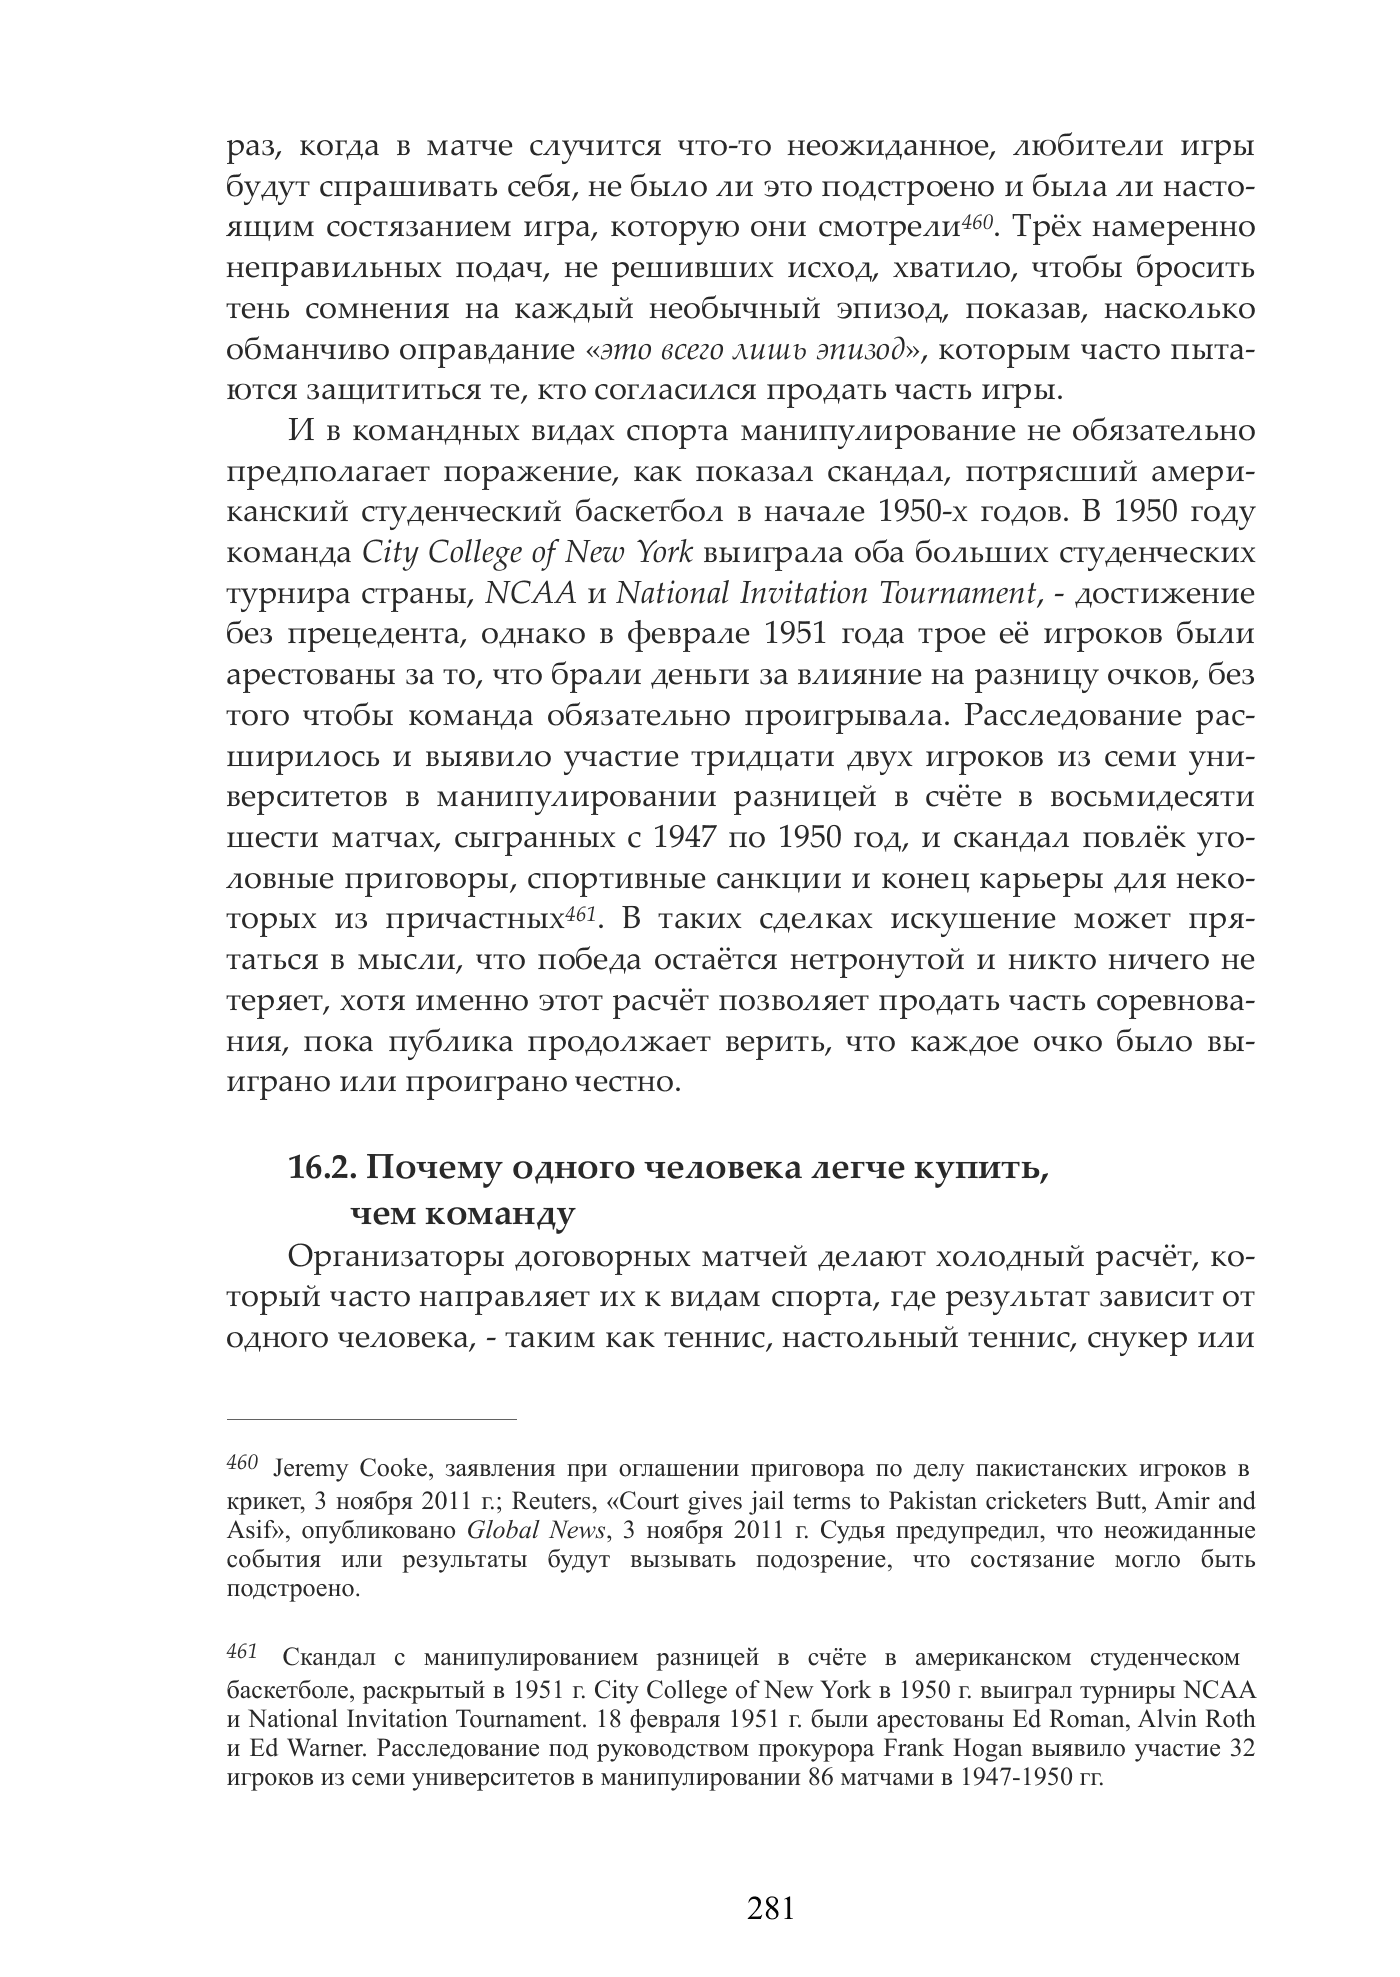 раз, когда в матче случится что-то неожиданное, любители игры
будут спрашивать себя, не было ли это подстроено и была ли насто-
ящим состязанием игра, которую они смотрели460. Трёх намеренно
неправильных подач, не решивших исход, хватило, чтобы бросить
тень сомнения на каждый необычный эпизод, показав, насколько
обманчиво оправдание «это всего лишь эпизод», которым часто пыта-
ются защититься те, кто согласился продать часть игры.
И в командных видах спорта манипулирование не обязательно
предполагает поражение, как показал скандал, потрясший амери-
канский студенческий баскетбол в начале 1950-х годов. В 1950 году
команда City College of New York выиграла оба больших студенческих
турнира страны, NCAA и National Invitation Tournament, - достижение
без прецедента, однако в феврале 1951 года трое её игроков были
арестованы за то, что брали деньги за влияние на разницу очков, без
того чтобы команда обязательно проигрывала. Расследование рас-
ширилось и выявило участие тридцати двух игроков из семи уни-
верситетов в манипулировании разницей в счёте в восьмидесяти
шести матчах, сыгранных с 1947 по 1950 год, и скандал повлёк уго-
ловные приговоры, спортивные санкции и конец карьеры для неко-
торых из причастных461. В таких сделках искушение может пря-
таться в мысли, что победа остаётся нетронутой и никто ничего не
теряет, хотя именно этот расчёт позволяет продать часть соревнова-
ния, пока публика продолжает верить, что каждое очко было вы-
играно или проиграно честно.
16.2. Почему одного человека легче купить,
чем команду
Организаторы договорных матчей делают холодный расчёт, ко-
торый часто направляет их к видам спорта, где результат зависит от
одного человека, - таким как теннис, настольный теннис, снукер или
460 Jeremy Cooke, заявления при оглашении приговора по делу пакистанских игроков в
крикет, 3 ноября 2011 г.; Reuters, «Court gives jail terms to Pakistan cricketers Butt, Amir and
Asif», опубликовано Global News, 3 ноября 2011 г. Судья предупредил, что неожиданные
события или результаты будут вызывать подозрение, что состязание могло быть
подстроено.
461 Скандал с манипулированием разницей в счёте в американском студенческом
баскетболе, раскрытый в 1951 г. City College of New York в 1950 г. выиграл турниры NCAA
и National Invitation Tournament. 18 февраля 1951 г. были арестованы Ed Roman, Alvin Roth
и Ed Warner. Расследование под руководством прокурора Frank Hogan выявило участие 32
игроков из семи университетов в манипулировании 86 матчами в 1947-1950 гг.
281